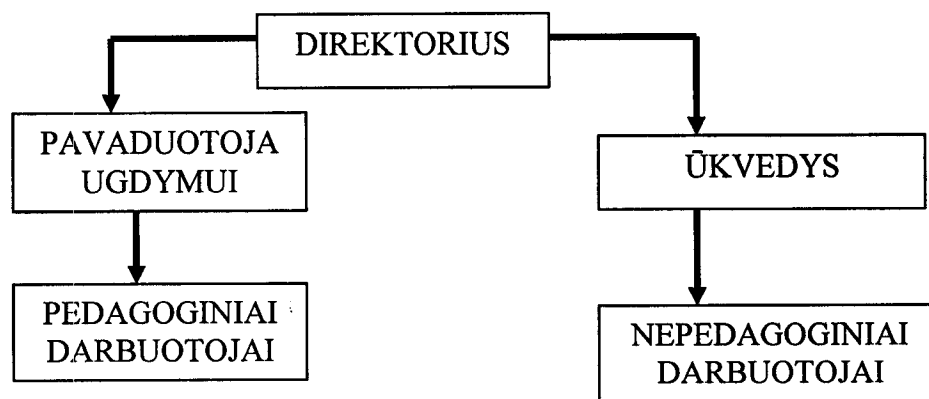 DIREKTORIUS
PAVADUOTOJA
UGDYMUI
ŪKVEDYS
PEDAGOGINIAI
DARBUOTOJAI
NEPEDAGOGINIAI
DARBUOTOJAI